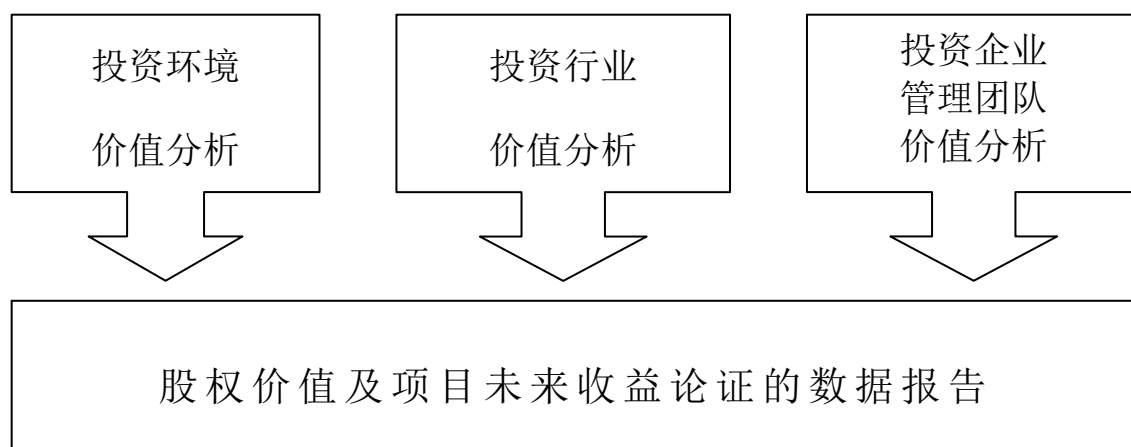 投资环境
价值分析
投资行业
价值分析
投资企业
管理团队
价值分析
股权价值及项目未来收益论证的数据报告